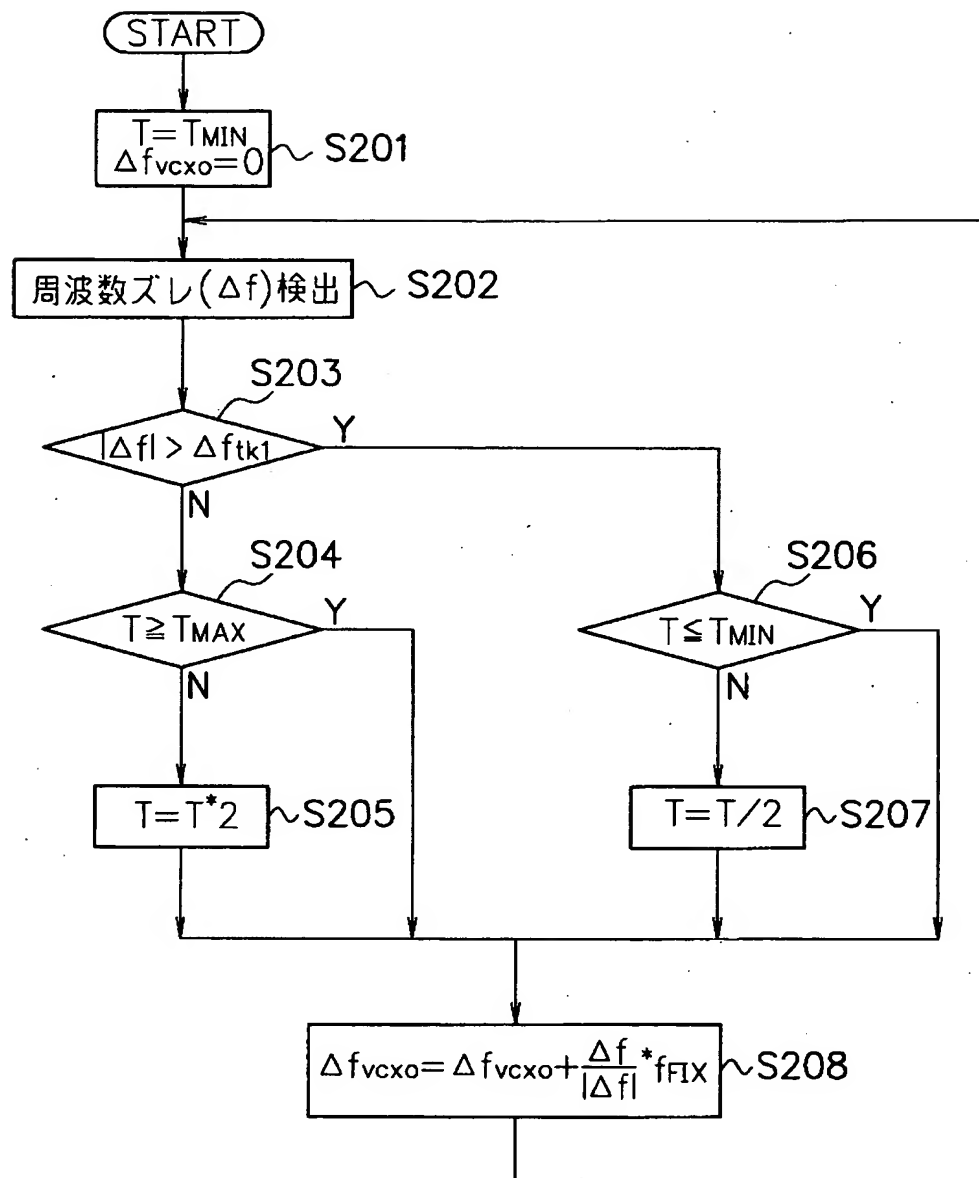 START
T=TMIN
Δfvcxo=0
S201
周波数ズレ(Δf)検出
S202
S203
|Δf| > Δftk1
Y
N
S204
T≧TMAX
Y
N
S206
T≦TMIN
Y
N
T=T*2
S205
T=T/2
S207
Δfvcxo=Δfvcxo+Δf/|Δf|*fFIX
S208